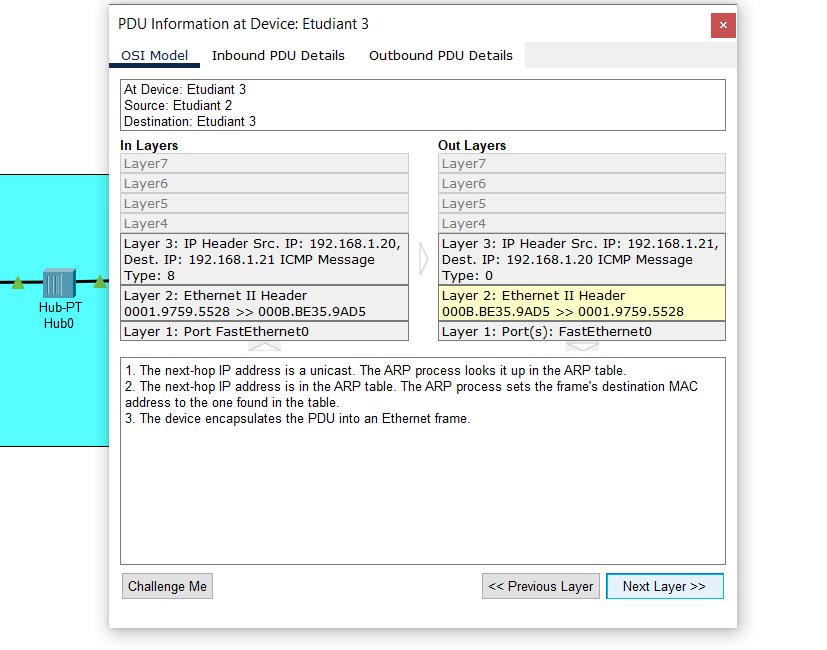 PDU Information at Device: Etudiant 3
OSI Model
Inbound PDU Details
Outbound PDU Details
At Device: Etudiant 3
Source: Etudiant 2
Destination: Etudiant 3
In Layers
Layer7
Layer6
Layer5
Layer4
Layer 3: IP Header Src. IP: 192.168.1.20,
Dest. IP: 192.168.1.21 ICMP Message
Type: 8
Layer 2: Ethernet II Header
0001.9759.5528 >> 000B.BE35.9AD5
Layer 1: Port FastEthernet0
Out Layers
Layer7
Layer6
Layer5
Layer4
Layer 3: IP Header Src. IP: 192.168.1.21,
Dest. IP: 192.168.1.20 ICMP Message
Type: 0
Layer 2: Ethernet II Header
000B.BE35.9AD5 >> 0001.9759.5528
Layer 1: Port(s): FastEthernet0
Hub-PT
Hub0
1. The next-hop IP address is a unicast. The ARP process looks it up in the ARP table.
2. The next-hop IP address is in the ARP table. The ARP process sets the frame's destination MAC
address to the one found in the table.
3. The device encapsulates the PDU into an Ethernet frame.
Challenge Me
<< Previous Layer
Next Layer >>